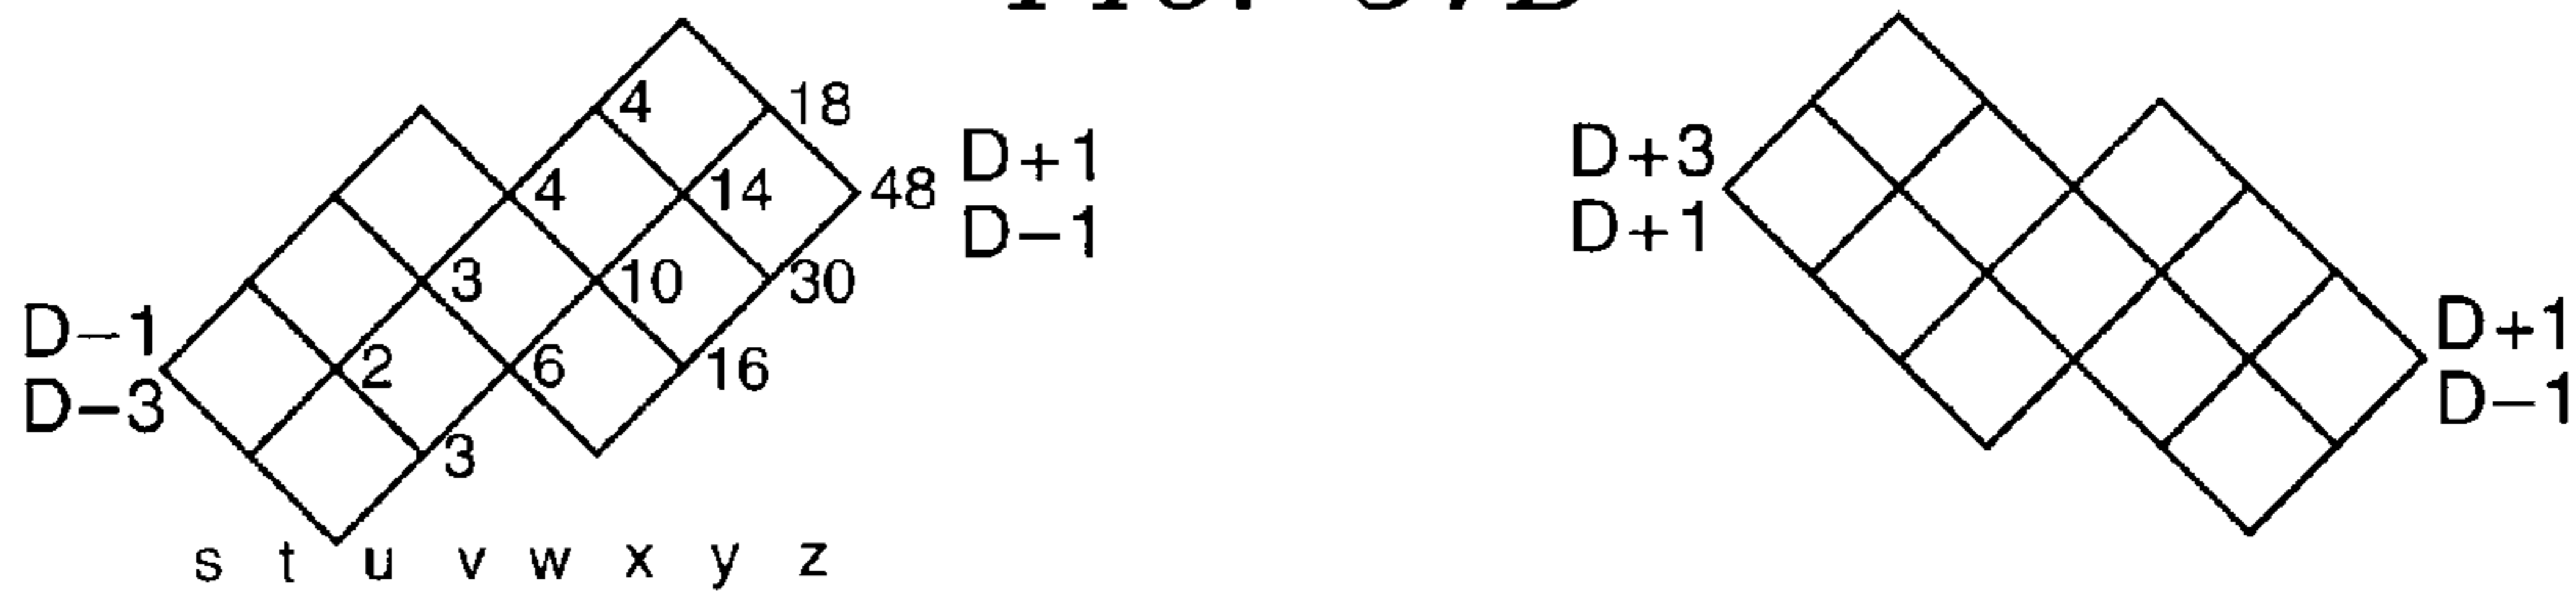 4 18
D+1 D+3
4 14 48
D-1 D+1
3 10 30
D-1 D+1
2 6 16
D-3 D-1
3
s t u v w x y z